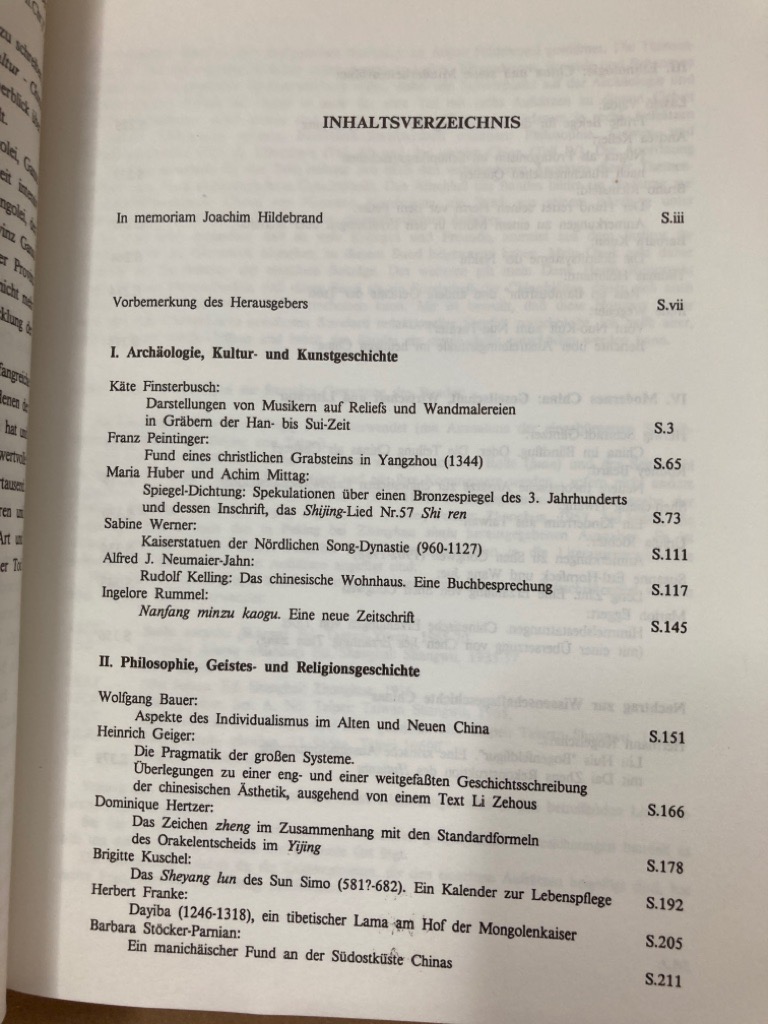 INHALTSVERZEICHNIS
In memoriam Joachim Hildebrand S.iii
Vorbemerkung des Herausgebers S.vii
I. Archäologie, Kultur- und Kunstgeschichte
Käte Finsterbusch:
Darstellungen von Musikern auf Reliefs und Wandmalereien
in Gräbern der Han- bis Sui-Zeit S.3
Franz Peintinger:
Fund eines christlichen Grabsteins in Yangzhou (1344) S.65
Maria Huber und Achim Mittag:
Spiegel-Dichtung: Spekulationen über einen Bronzespiegel des 3. Jahrhunderts
und dessen Inschrift, das Shijing-Lied Nr.57 Shi ren S.73
Sabine Werner:
Kaiserstatuen der Nördlichen Song-Dynastie (960-1127) S.111
Alfred J. Neumaier-Jahn:
Rudolf Kelling: Das chinesische Wohnhaus. Eine Buchbesprechung S.117
Ingelore Rummel:
Nanfang minzu kaogu. Eine neue Zeitschrift S.145
II. Philosophie, Geistes- und Religionsgeschichte
Wolfgang Bauer:
Aspekte des Individualismus im Alten und Neuen China S.151
Heinrich Geiger:
Die Pragmatik der großen Systeme.
Überlegungen zu einer eng- und einer weitgefaßten Geschichtsschreibung
der chinesischen Ästhetik, ausgehend von einem Text Li Zehous S.166
Dominique Hertzer:
Das Zeichen zheng im Zusammenhang mit den Standardformeln
des Orakelentscheids im Yijing S.178
Brigitte Kuschel:
Das Sheyang lun des Sun Simo (581?-682). Ein Kalender zur Lebenspflege S.192
Herbert Franke:
Dayiba (1246-1318), ein tibetischer Lama am Hof der Mongolenkaiser S.205
Barbara Stöcker-Parnian:
Ein manichäischer Fund an der Südostküste Chinas S.211